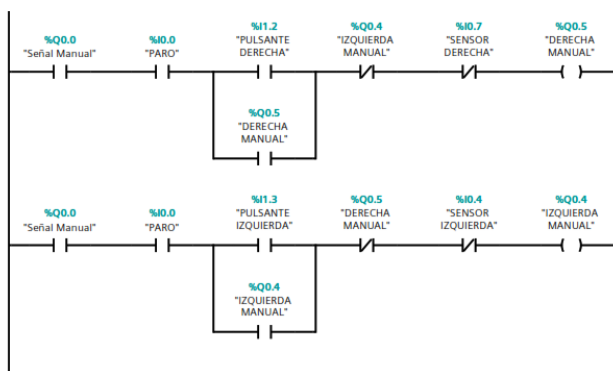 %Q0.0
"Señal Manual"
%I0.0
"PARO"
%I1.2
"PULSANTE
DERECHA"
%Q0.4
"IZQUIERDA
MANUAL"
%I0.7
"SENSOR
DERECHA"
%Q0.5
"DERECHA
MANUAL"
%Q0.5
"DERECHA
MANUAL"
%Q0.0
"Señal Manual"
%I0.0
"PARO"
%I1.3
"PULSANTE
IZQUIERDA"
%Q0.5
"DERECHA
MANUAL"
%I0.4
"SENSOR
IZQUIERDA"
%Q0.4
"IZQUIERDA
MANUAL"
%Q0.4
"IZQUIERDA
MANUAL"